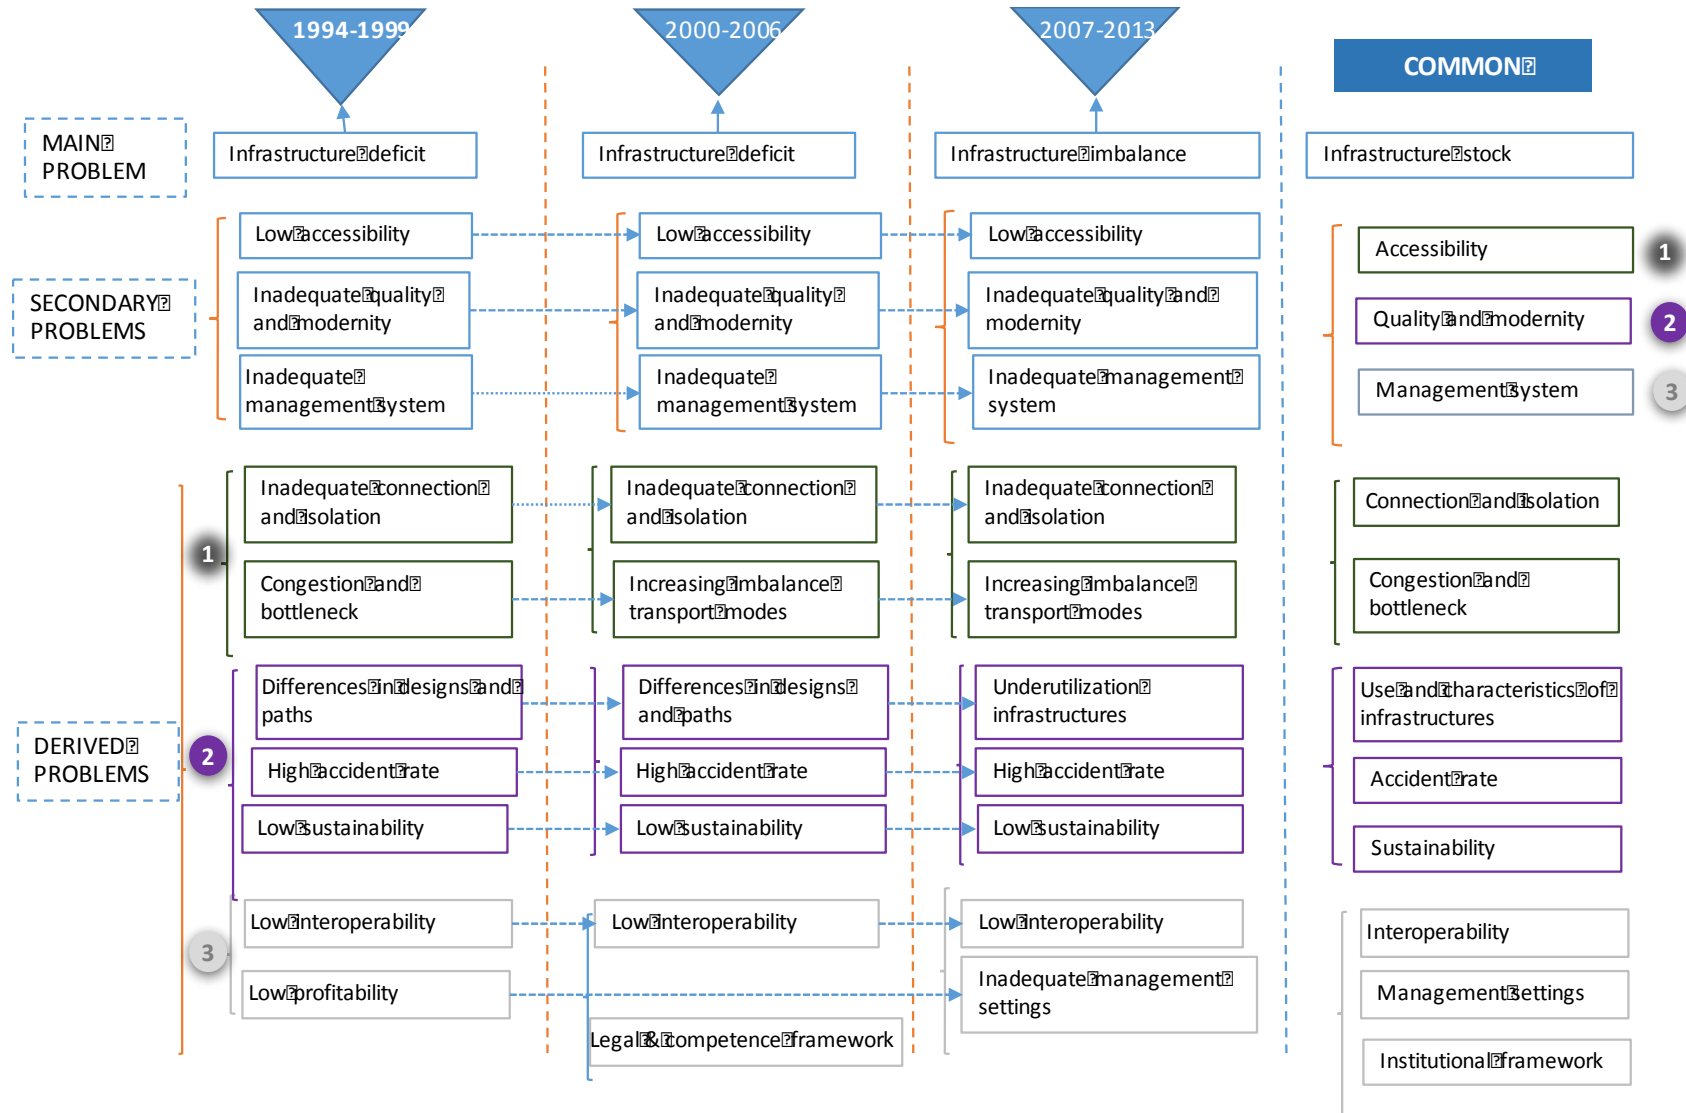 1994-1999
2000-2006
2007-2013
COMMON
MAIN
PROBLEM
Infrastructure deficit
Infrastructure deficit
Infrastructure imbalance
Infrastructure stock
SECONDARY
PROBLEMS
Low accessibility
Low accessibility
Low accessibility
Accessibility
1
Inadequate quality
and modernity
Inadequate quality
and modernity
Inadequate quality and
modernity
Quality and modernity
2
Inadequate
management system
Inadequate
management system
Inadequate management
system
Management system
3
DERIVED
PROBLEMS
1
Inadequate connection
and isolation
Inadequate connection
and isolation
Inadequate connection
and isolation
Connection and isolation
Congestion and
bottleneck
Increasing imbalance
transport modes
Increasing imbalance
transport modes
Congestion and
bottleneck
2
Differences in designs and
paths
Differences in designs
and paths
Underutilization
infrastructures
Use and characteristics of
infrastructures
High accident rate
High accident rate
High accident rate
Accident rate
Low sustainability
Low sustainability
Low sustainability
Sustainability
3
Low interoperability
Low interoperability
Low interoperability
Interoperability
Low profitability
Inadequate management
settings
Management settings
Legal & competence framework
Institutional framework